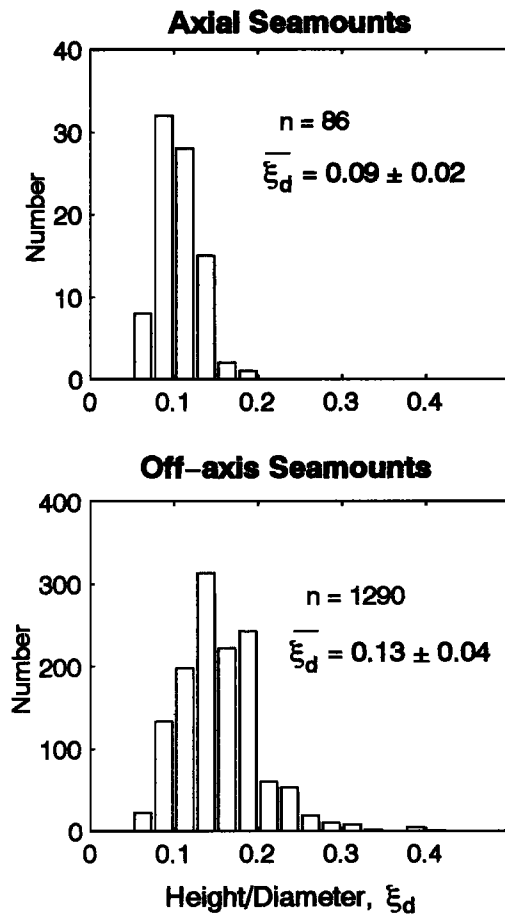 Axial Seamounts
40
30
20
10
0
Number
n = 86
ξd = 0.09 ± 0.02
0 0.1 0.2 0.3 0.4
Off–axis Seamounts
400
300
200
100
0
Number
n = 1290
ξd = 0.13 ± 0.04
0 0.1 0.2 0.3 0.4
Height/Diameter, ξd